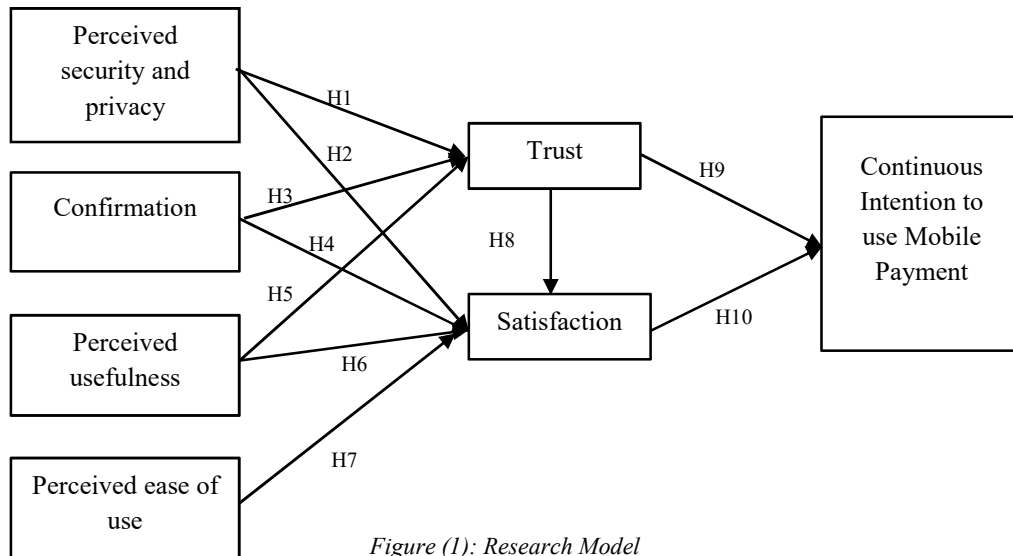 Perceived
security and
privacy
H1
H2
Trust
Continuous
Intention to
use Mobile
Payment
H9
Confirmation
H3
H4
H8
H5
Satisfaction
H10
Perceived
usefulness
H6
H7
Perceived ease of
use
Figure (1): Research Model